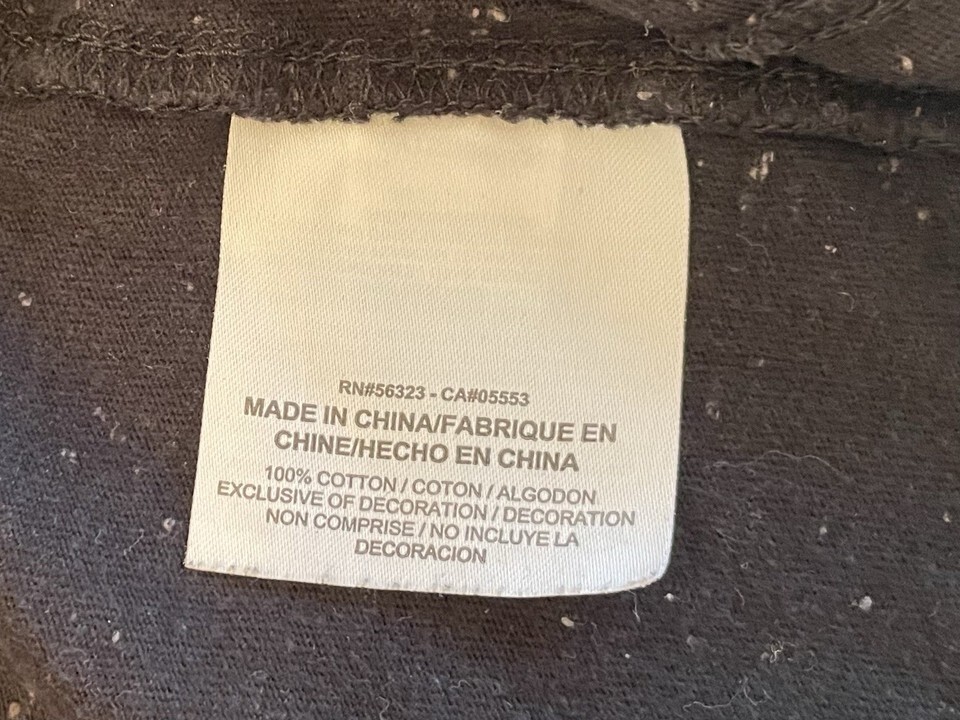 RN#56323 - CA#05553
MADE IN CHINA/FABRIQUE EN
CHINE/HECHO EN CHINA
100% COTTON / COTON / ALGODON
EXCLUSIVE OF DECORATION / DECORATION
NON COMPRISE / NO INCLUYE LA
DECORACION